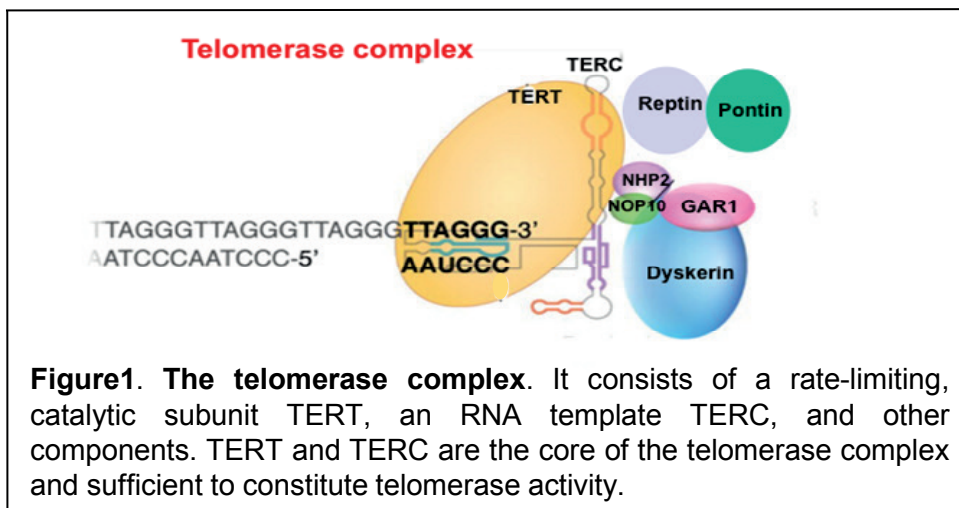 Telomerase complex
TERC
TERT
Reptin
Pontin
NHP2
NOP10
GAR1
TTAGGGTTAGGGTTAGGGTTAGGG-3’
AATCCCAATCCC-5’
AAUCCC
Dyskerin
Figure1. The telomerase complex. It consists of a rate-limiting,
catalytic subunit TERT, an RNA template TERC, and other
components. TERT and TERC are the core of the telomerase complex
and sufficient to constitute telomerase activity.